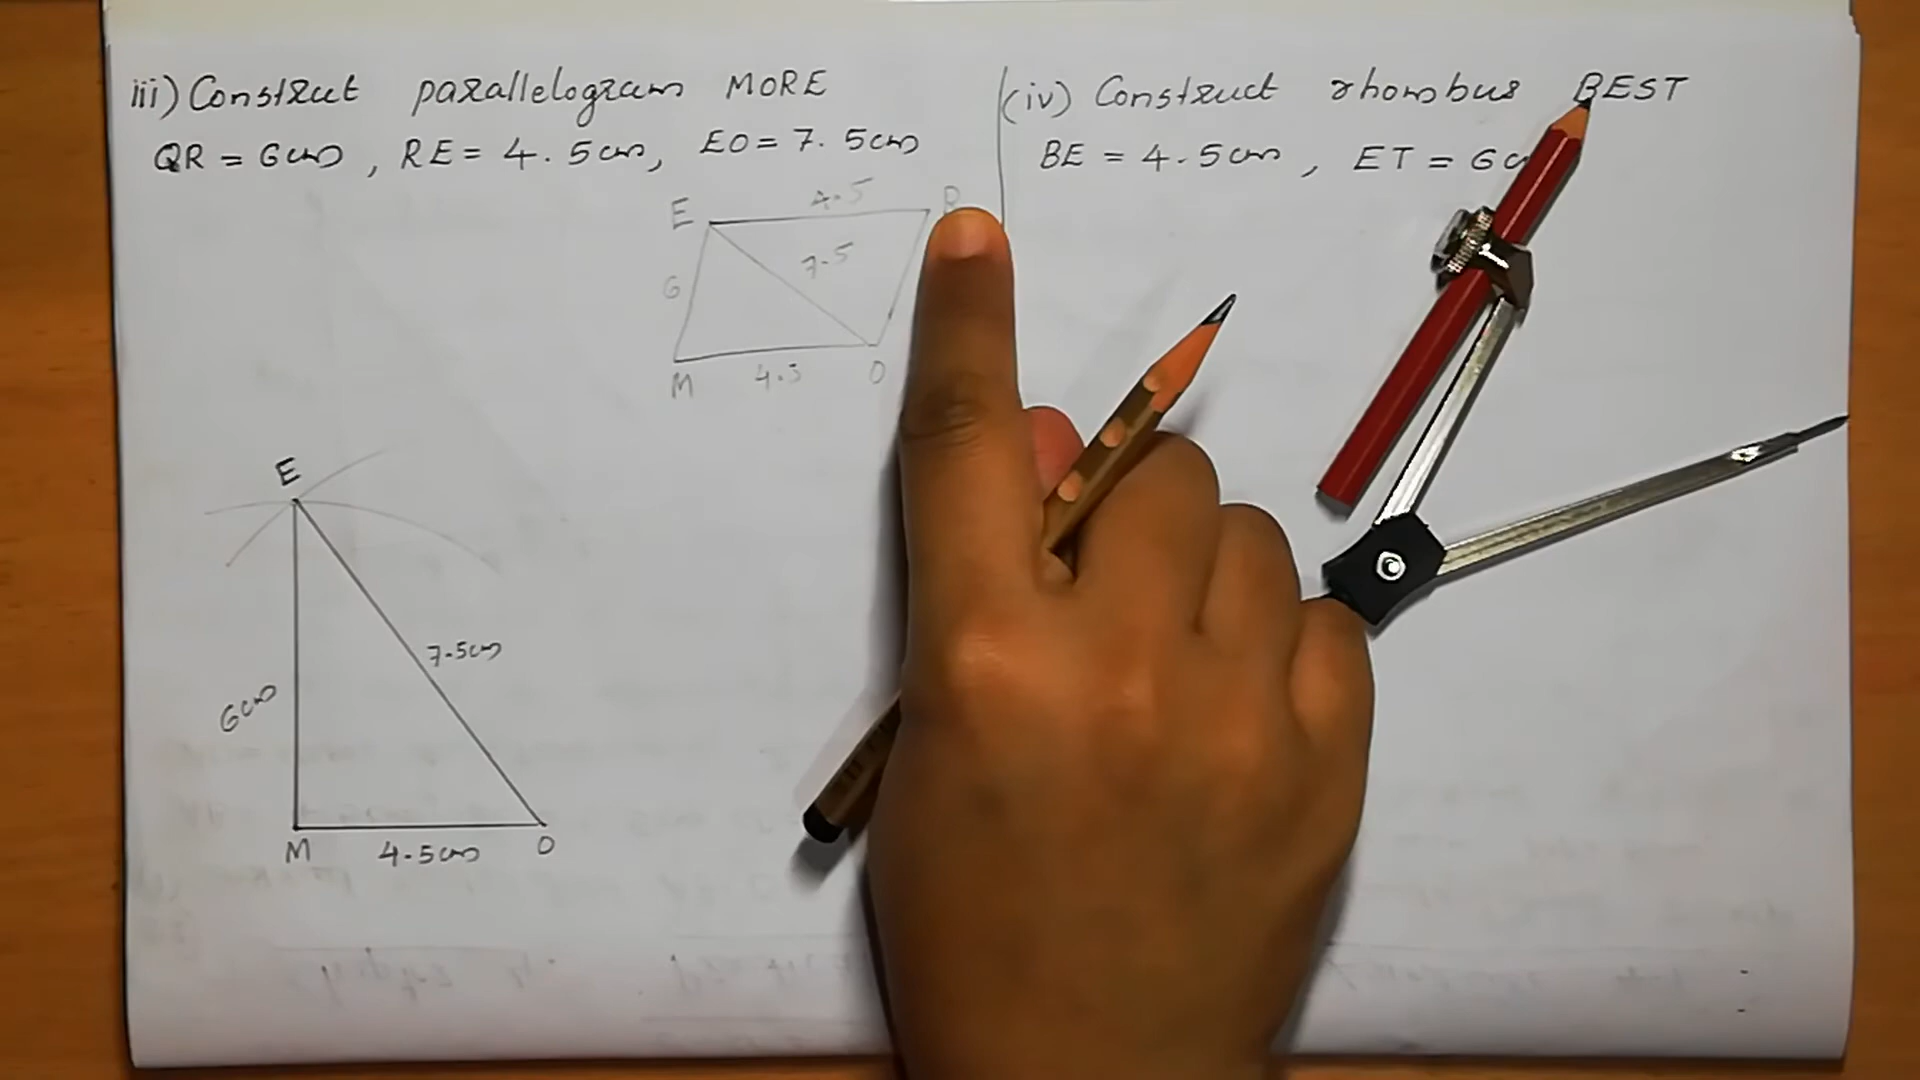 iii) Construct parallelogram MORE
QR = 6cm , RE = 4.5cm, EO = 7.5cm
(iv) Construct rhombus BEST
BE = 4.5cm , ET = 6
4.5
E R
7.5
6
4.5
M O
E
7.5cm
6cm
M 4.5cm O